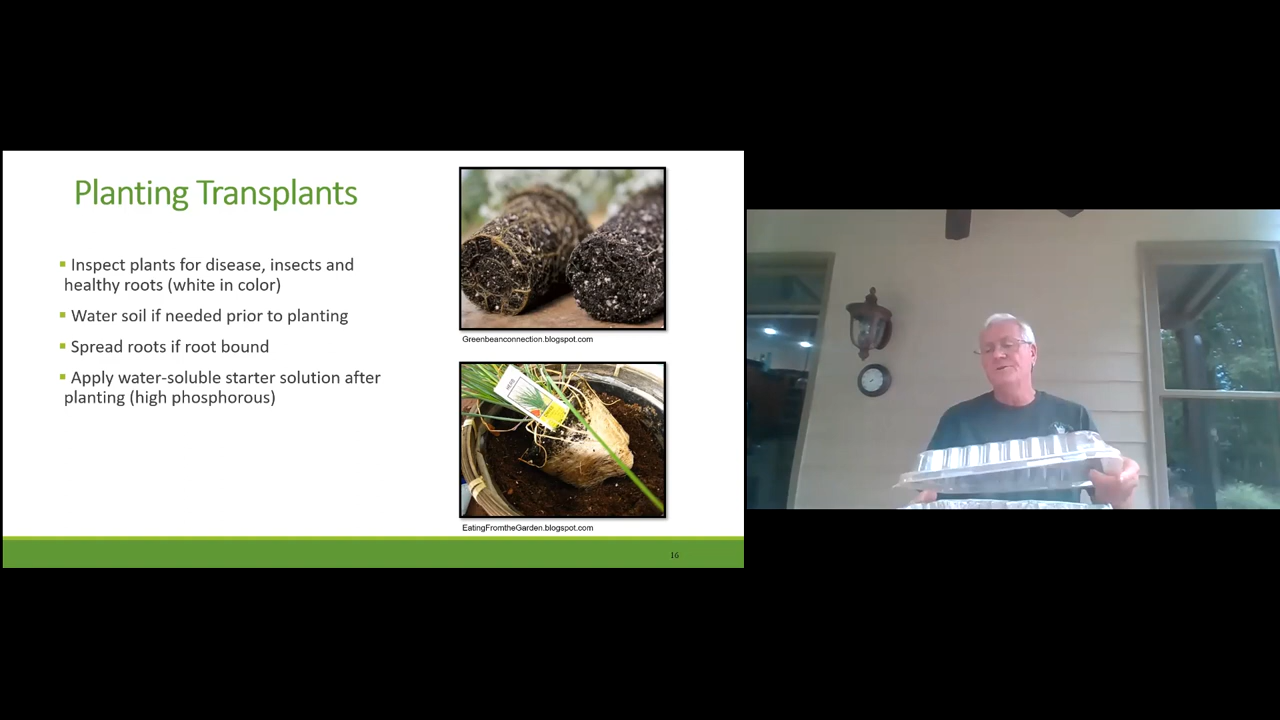 Planting Transplants
▪ Inspect plants for disease, insects and
healthy roots (white in color)
▪ Water soil if needed prior to planting
▪ Spread roots if root bound
▪ Apply water-soluble starter solution after
planting (high phosphorous)
Greenbeanconnection.blogspot.com
HERB
EatingFromtheGarden.blogspot.com
16